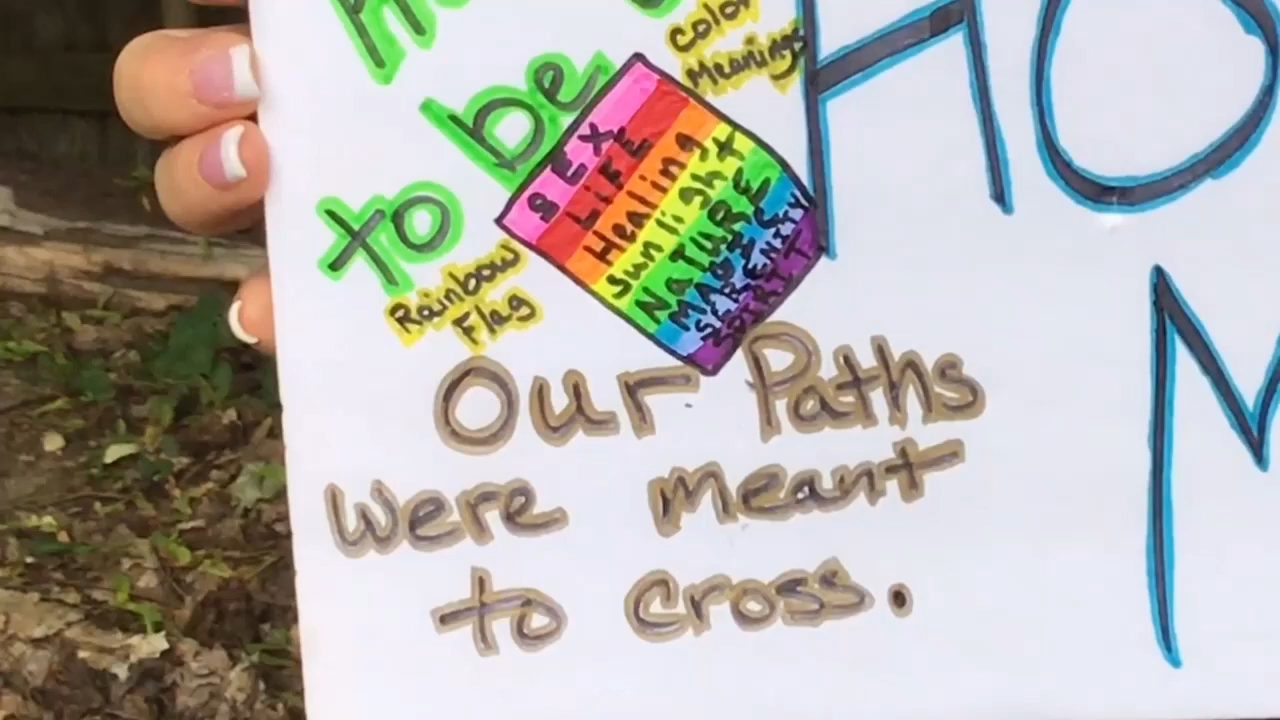 to be
color
Meanings
HO
SEX
LiFE
Healing
Sunlight
NATURE
MAGIC
SERENITY
SPIRIT
Rainbow
Flag
Our Paths
Were meant
to cross.